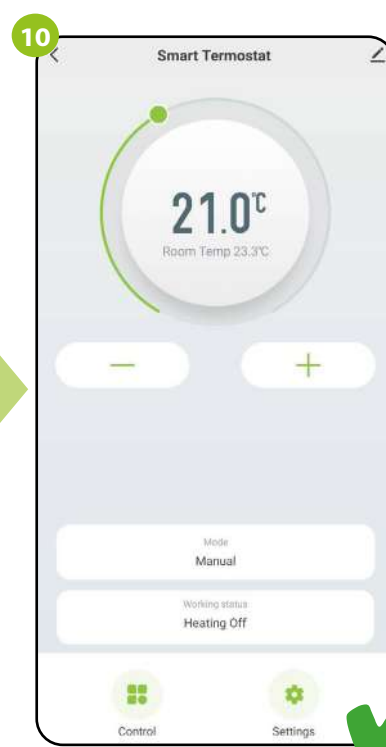 10
Smart Termostat
21.0℃
Room Temp 23.3℃
Mode
Manual
Working status
Heating Off
Control
Settings